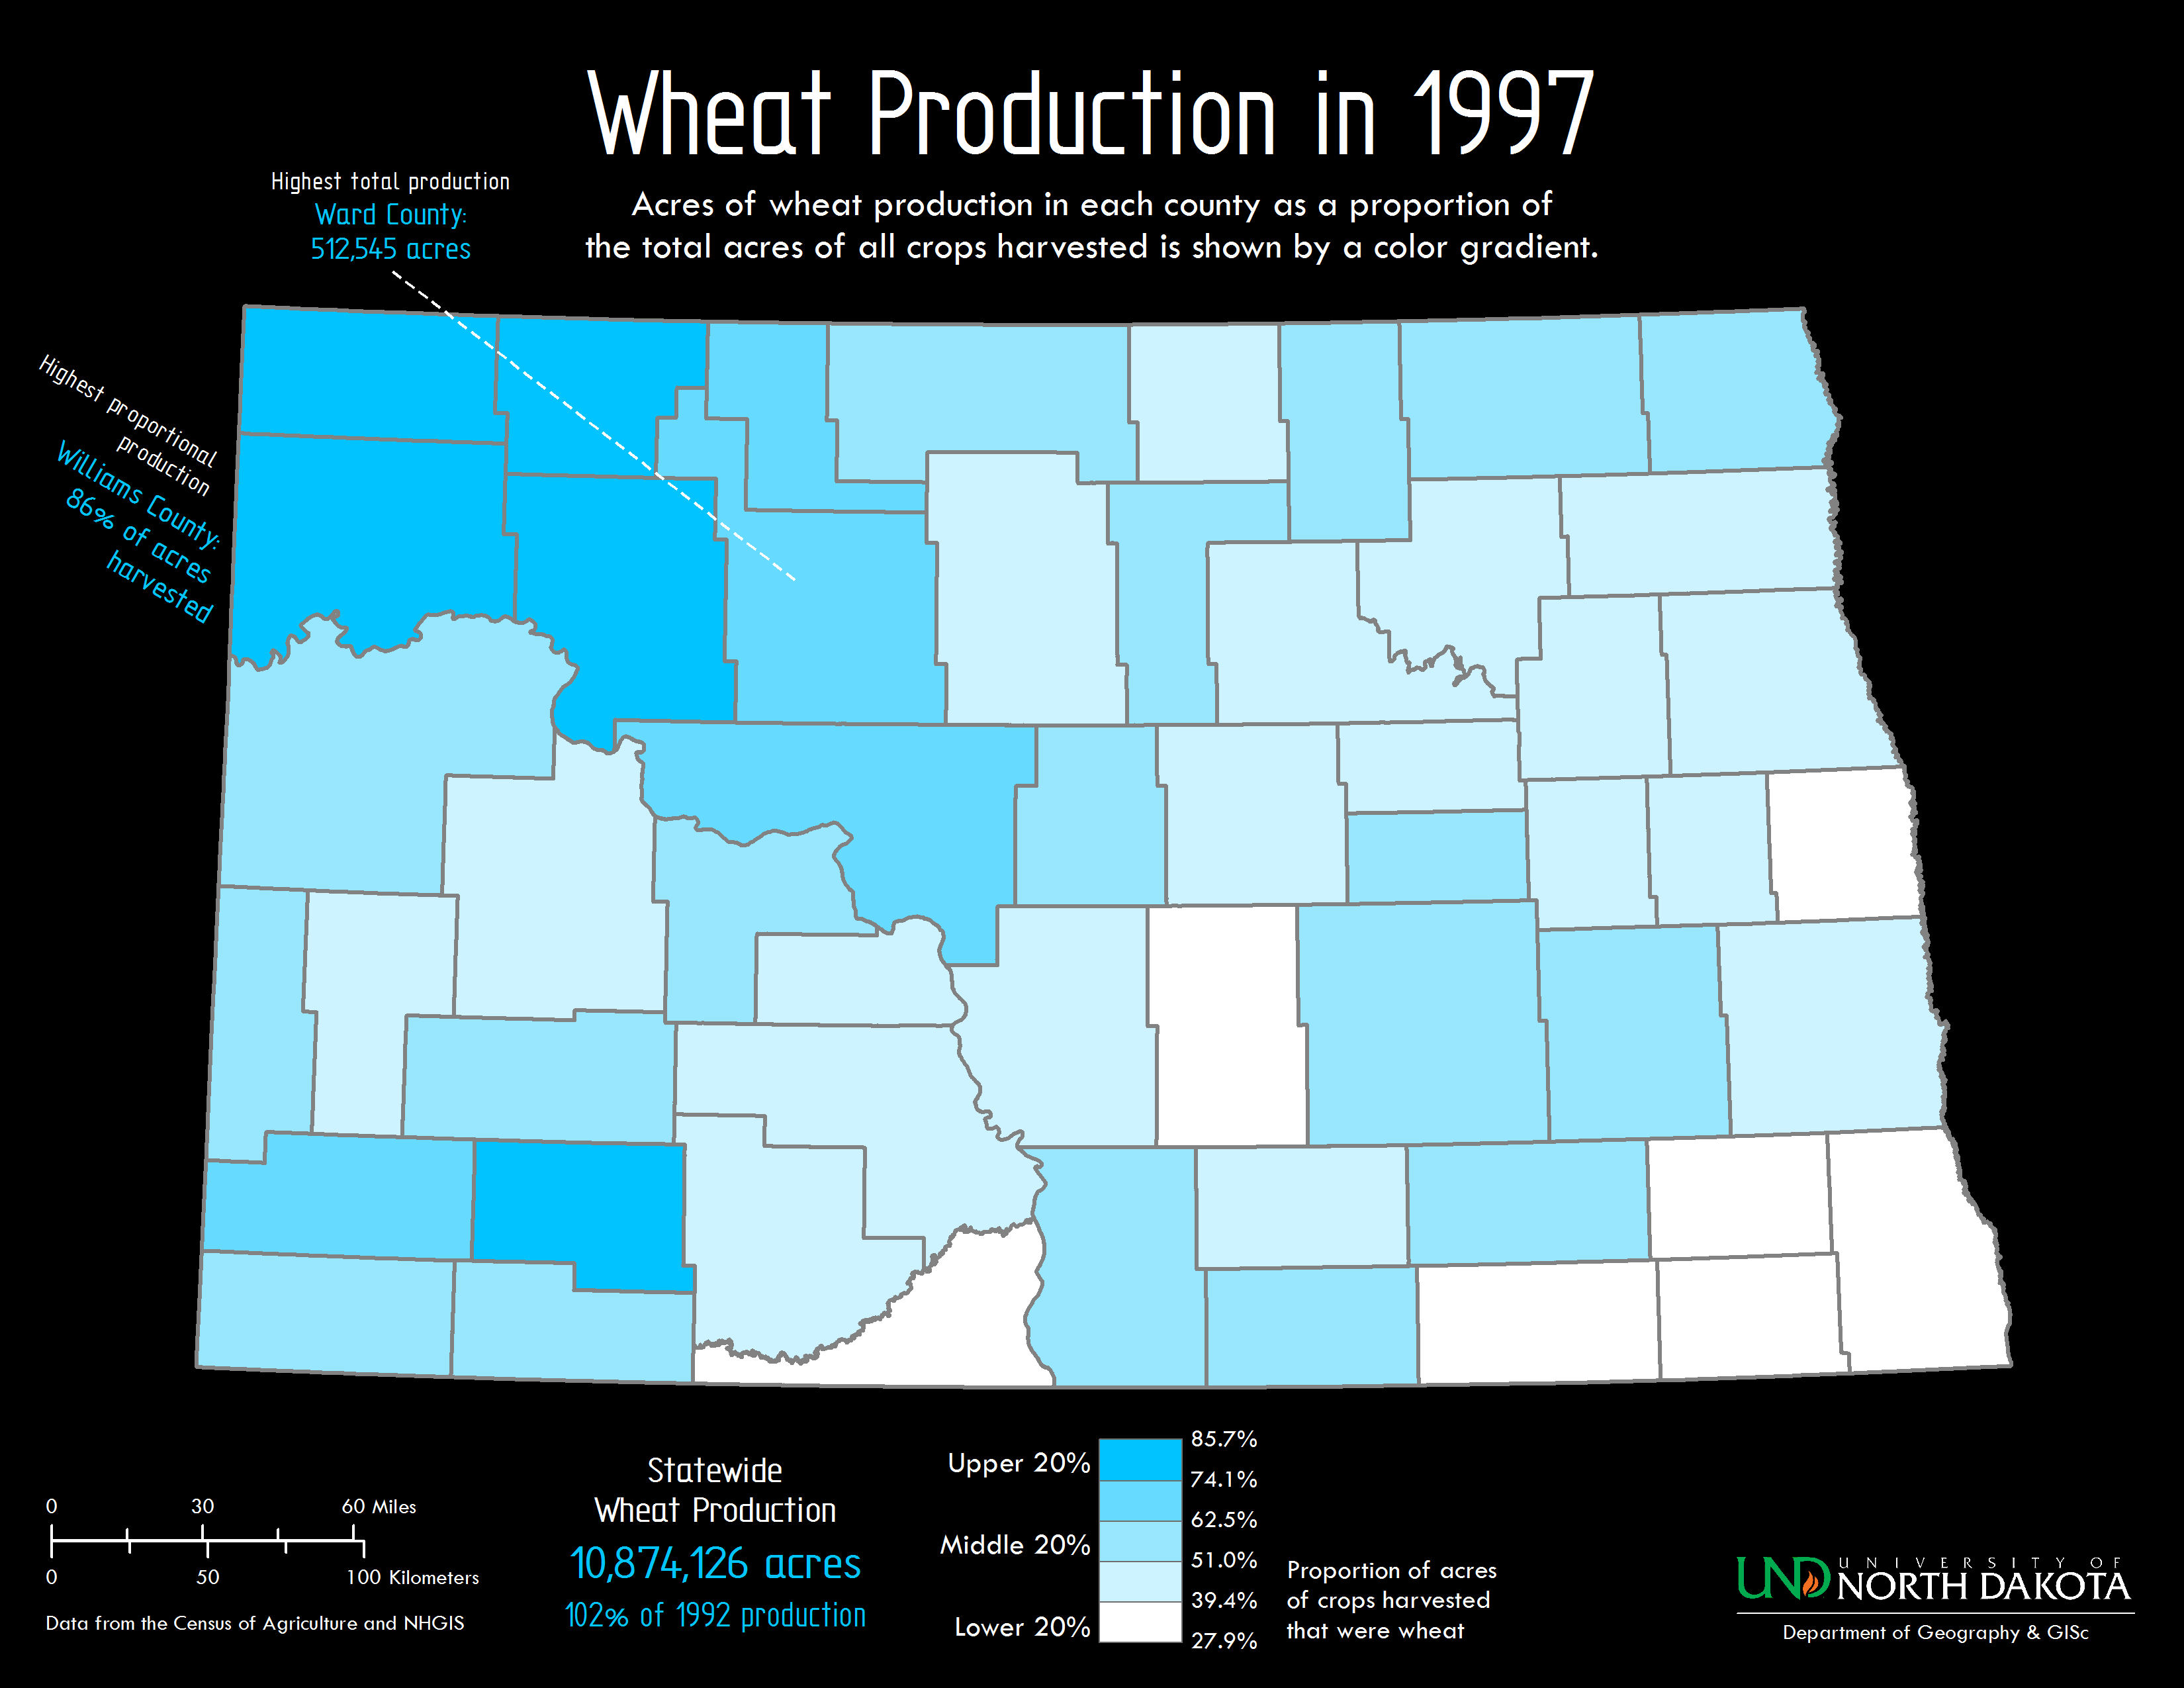 Wheat Production in 1997
Acres of wheat production in each county as a proportion of
the total acres of all crops harvested is shown by a color gradient.
Highest total production
Ward County:
512,545 acres
Highest proportional
production
Williams County:
86% of acres
harvested
0 30 60 Miles
0 50 100 Kilometers
Data from the Census of Agriculture and NHGIS
Statewide
Wheat Production
10,874,126 acres
102% of 1992 production
Upper 20%
Middle 20%
Lower 20%
85.7%
74.1%
62.5%
51.0%
39.4%
27.9%
Proportion of acres
of crops harvested
that were wheat
UND UNIVERSITY OF
NORTH DAKOTA
Department of Geography & GISc